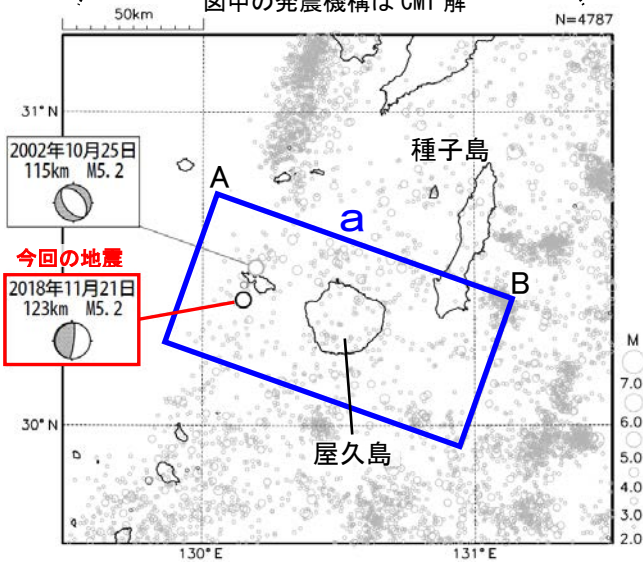 図中の発震機構は CMT 解
50km
N=4787
31°N
種子島
2002年10月25日
115km M5.2
A
a
今回の地震
B
2018年11月21日
123km M5.2
M
7.0
6.0
30°N
屋久島
5.0
4.0
3.0
2.0
130°E
131°E